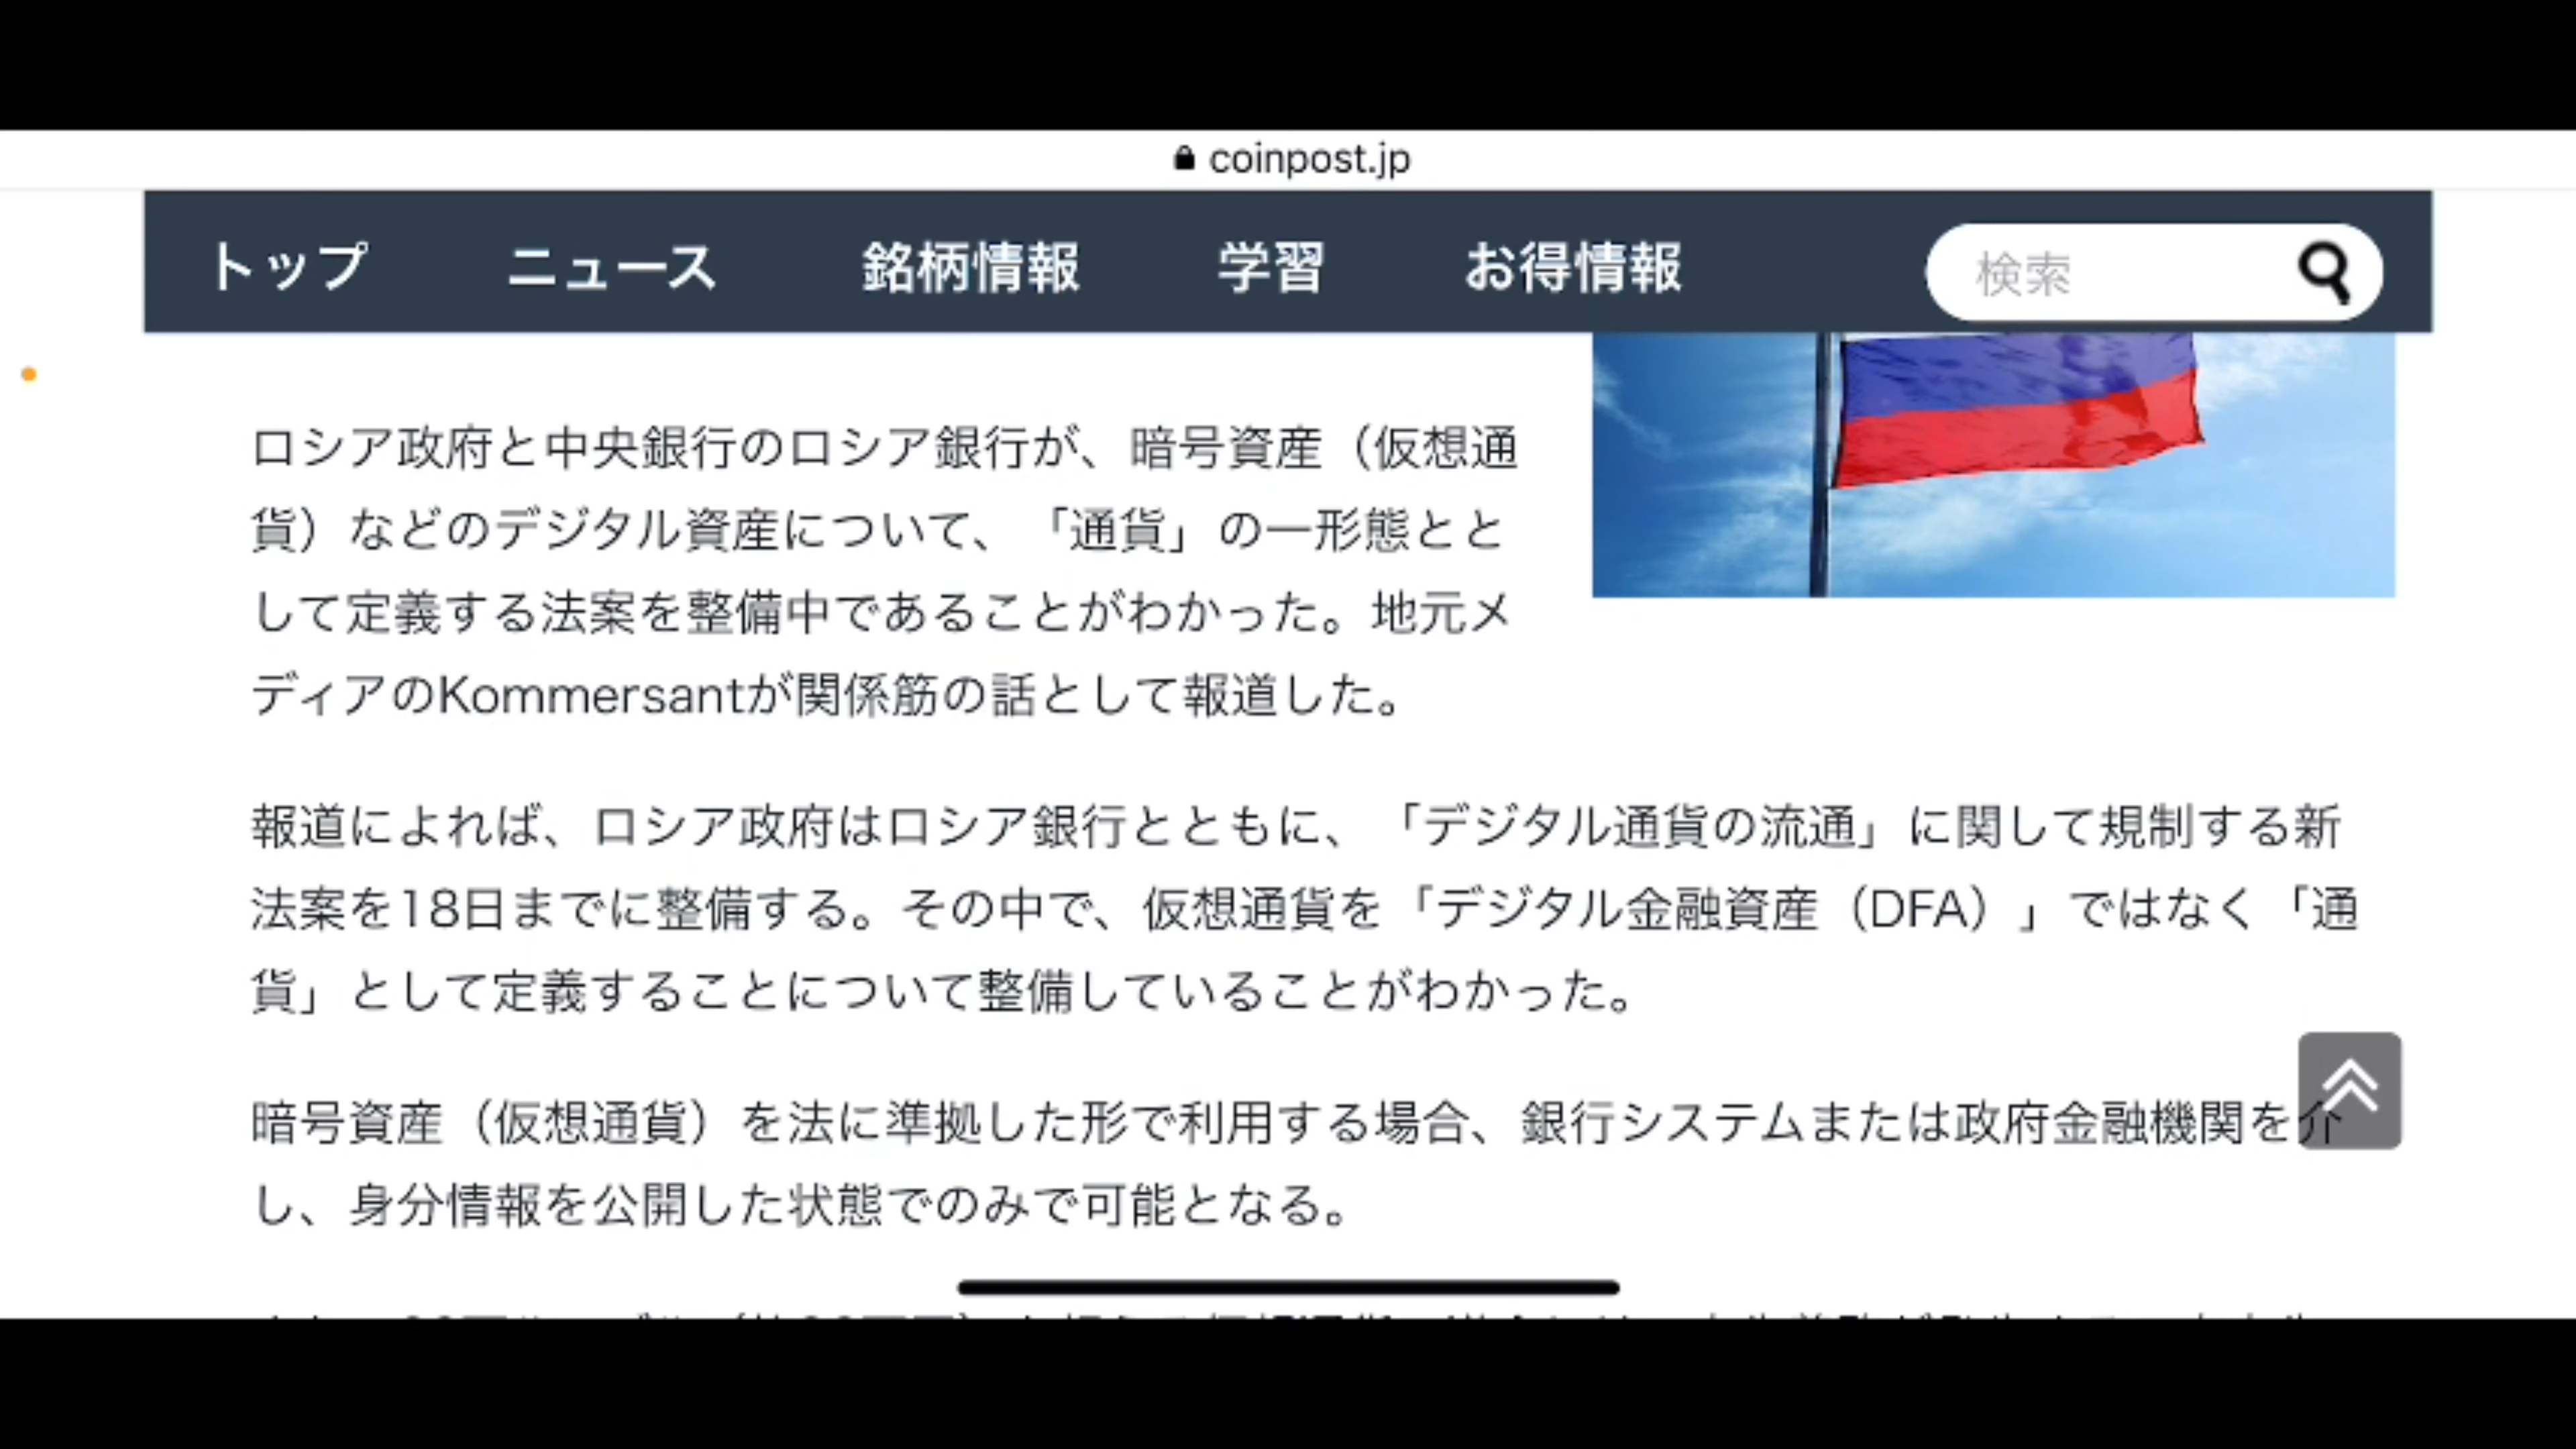 coinpost.jp
トップ ニュース 銘柄情報 学習 お得情報 検索
ロシア政府と中央銀行のロシア銀行が、暗号資産（仮想通
貨）などのデジタル資産について、「通貨」の一形態とと
して定義する法案を整備中であることがわかった。地元メ
ディアのKommersantが関係筋の話として報道した。
報道によれば、ロシア政府はロシア銀行とともに、「デジタル通貨の流通」に関して規制する新
法案を18日までに整備する。その中で、仮想通貨を「デジタル金融資産（DFA）」ではなく「通
貨」として定義することについて整備していることがわかった。
暗号資産（仮想通貨）を法に準拠した形で利用する場合、銀行システムまたは政府金融機関を介
し、身分情報を公開した状態でのみで可能となる。